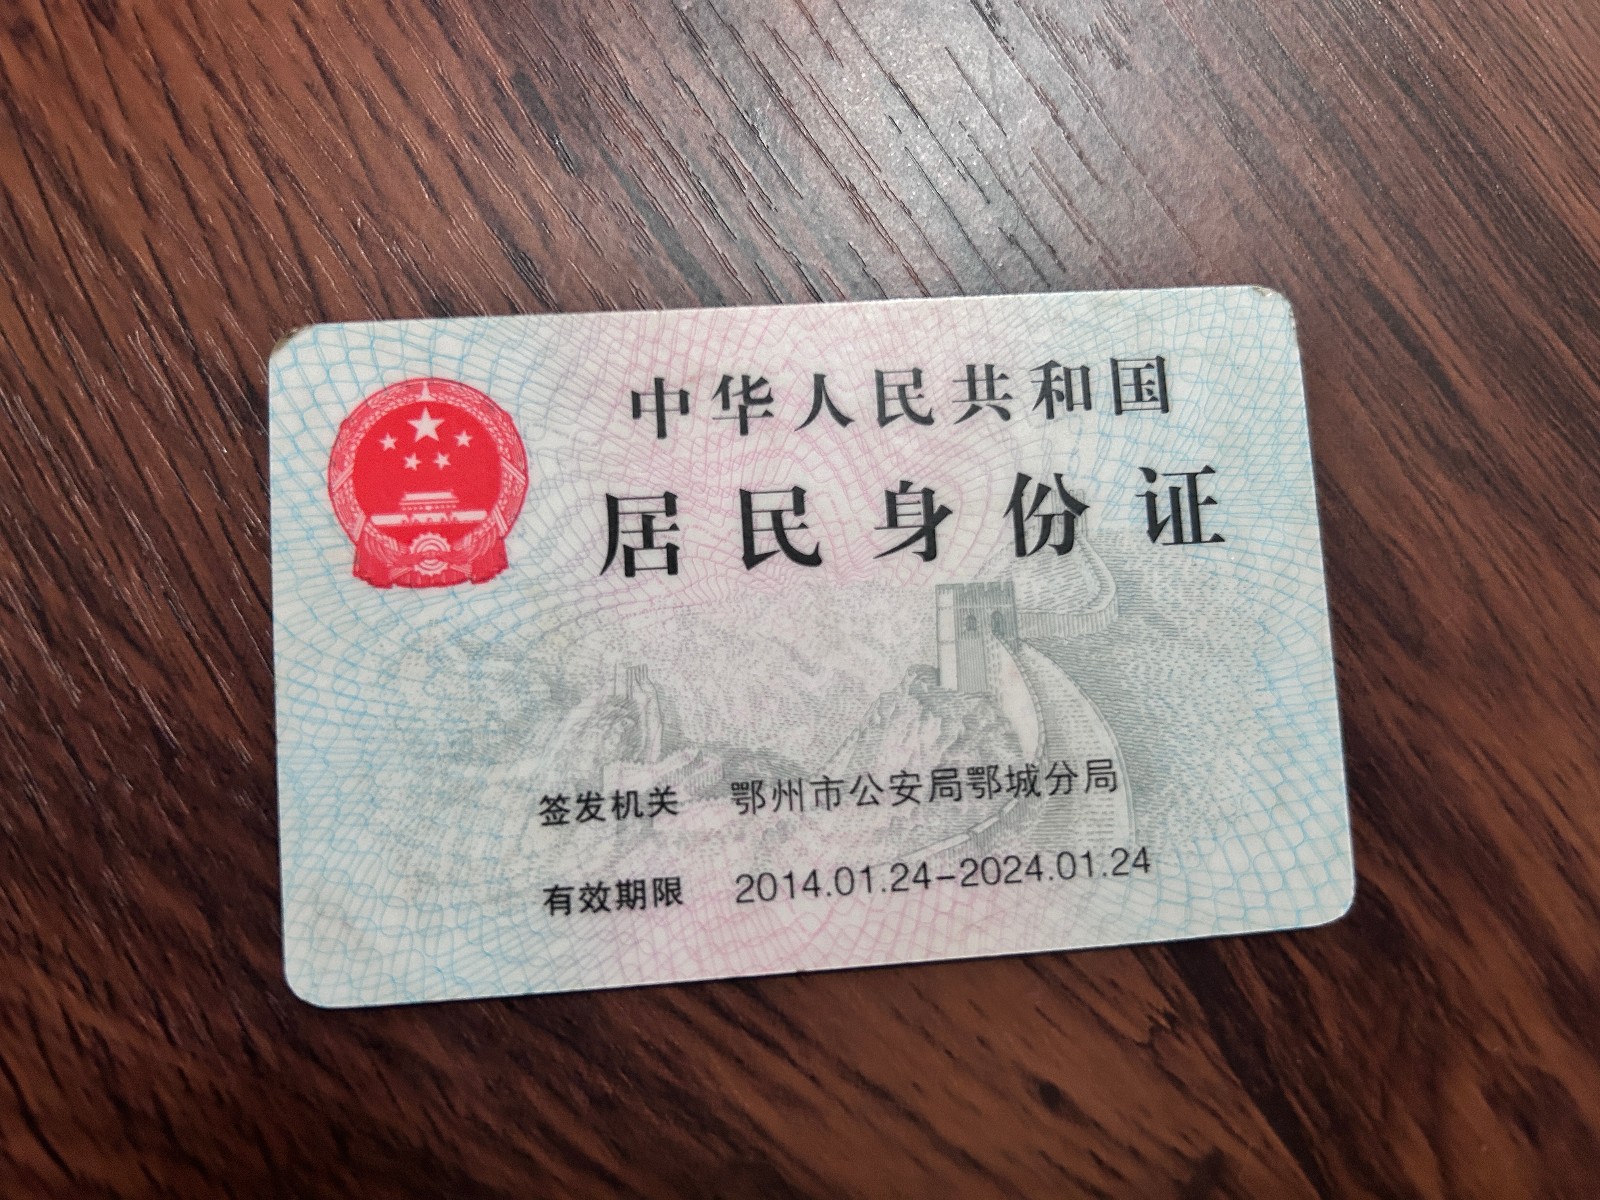 中华人民共和国
居民身份证
签发机关 鄂州市公安局鄂城分局
有效期限 2014.01.24-2024.01.24